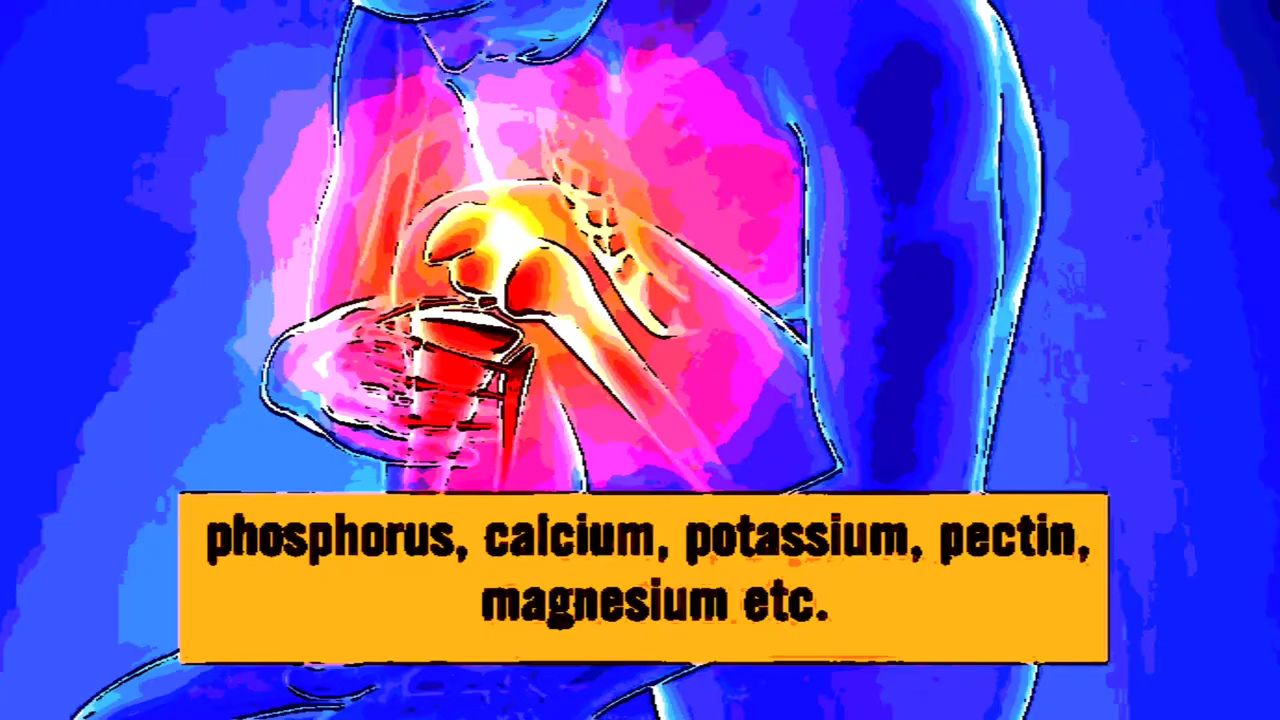 phosphorus, calcium, potassium, pectin,
magnesium etc.